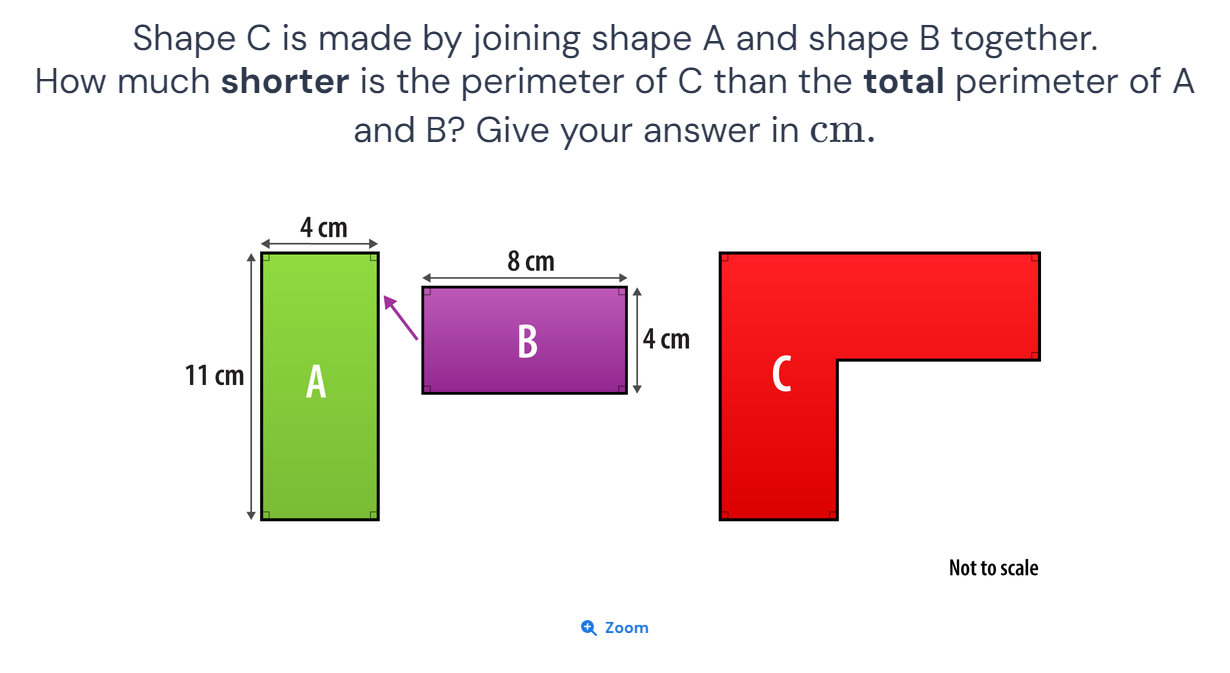 Shape C is made by joining shape A and shape B together.
How much shorter is the perimeter of C than the total perimeter of A
and B? Give your answer in cm.
4 cm
8 cm
11 cm
A
B
4 cm
C
Not to scale
Zoom